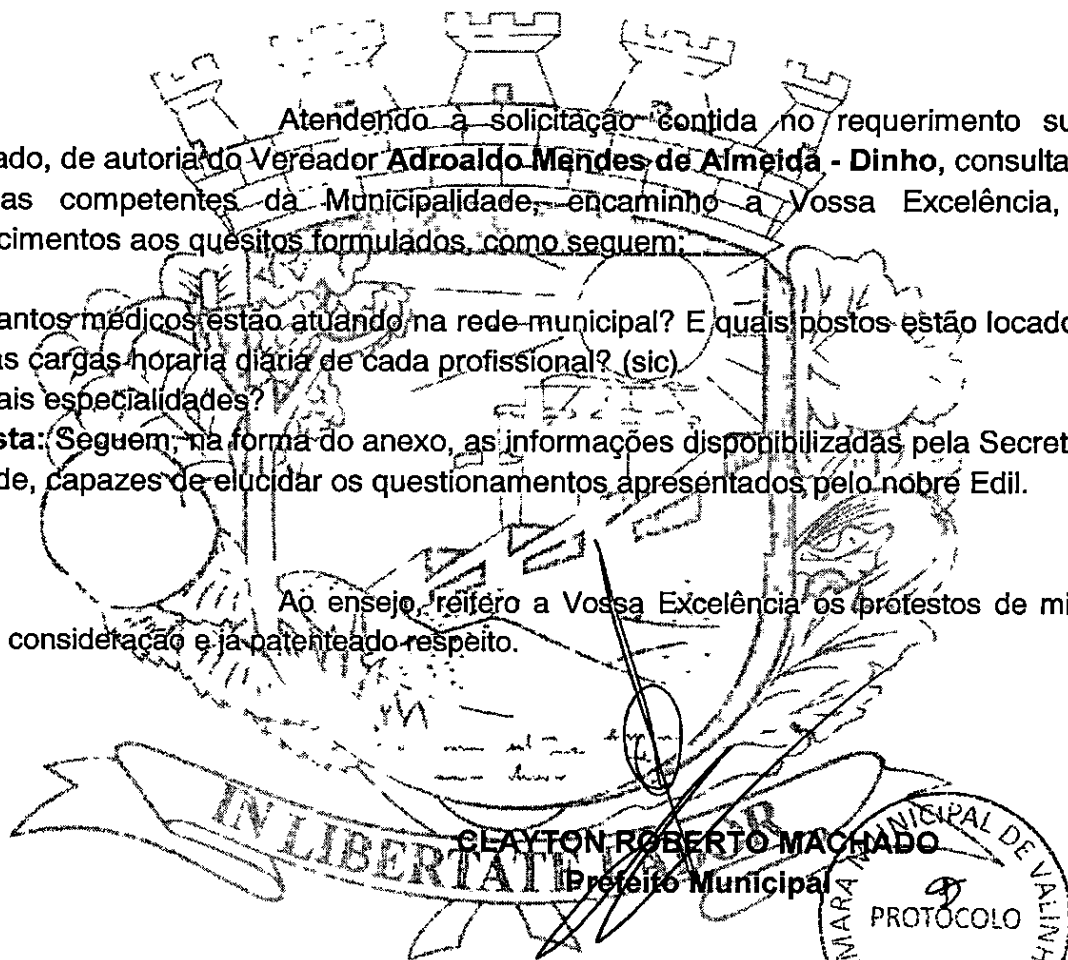 Atendendo à solicitação contida no requerimento su
ado, de autoria do Vereador Adroaldo Mendes de Almeida - Dinho, consulta
as competentes da Municipalidade, encaminho a Vossa Excelência,
cimentos aos quesitos formulados, como seguem:
antos médicos estão atuando na rede municipal? E quais postos estão locado
as cargas horaria diária de cada profissional? (sic)
ais especialidades?
sta: Seguem, na forma do anexo, as informações disponibilizadas pela Secret
de, capazes de elucidar os questionamentos apresentados pelo nobre Edil.
Ao ensejo, reitero a Vossa Excelência os protestos de mi
consideração e já patenteado respeito.
IN LIBERTATE LABOR
CLAYTON ROBERTO MACHADO
Prefeito Municipal
MARA MUNICIPAL DE VALINH
PROTOCOLO